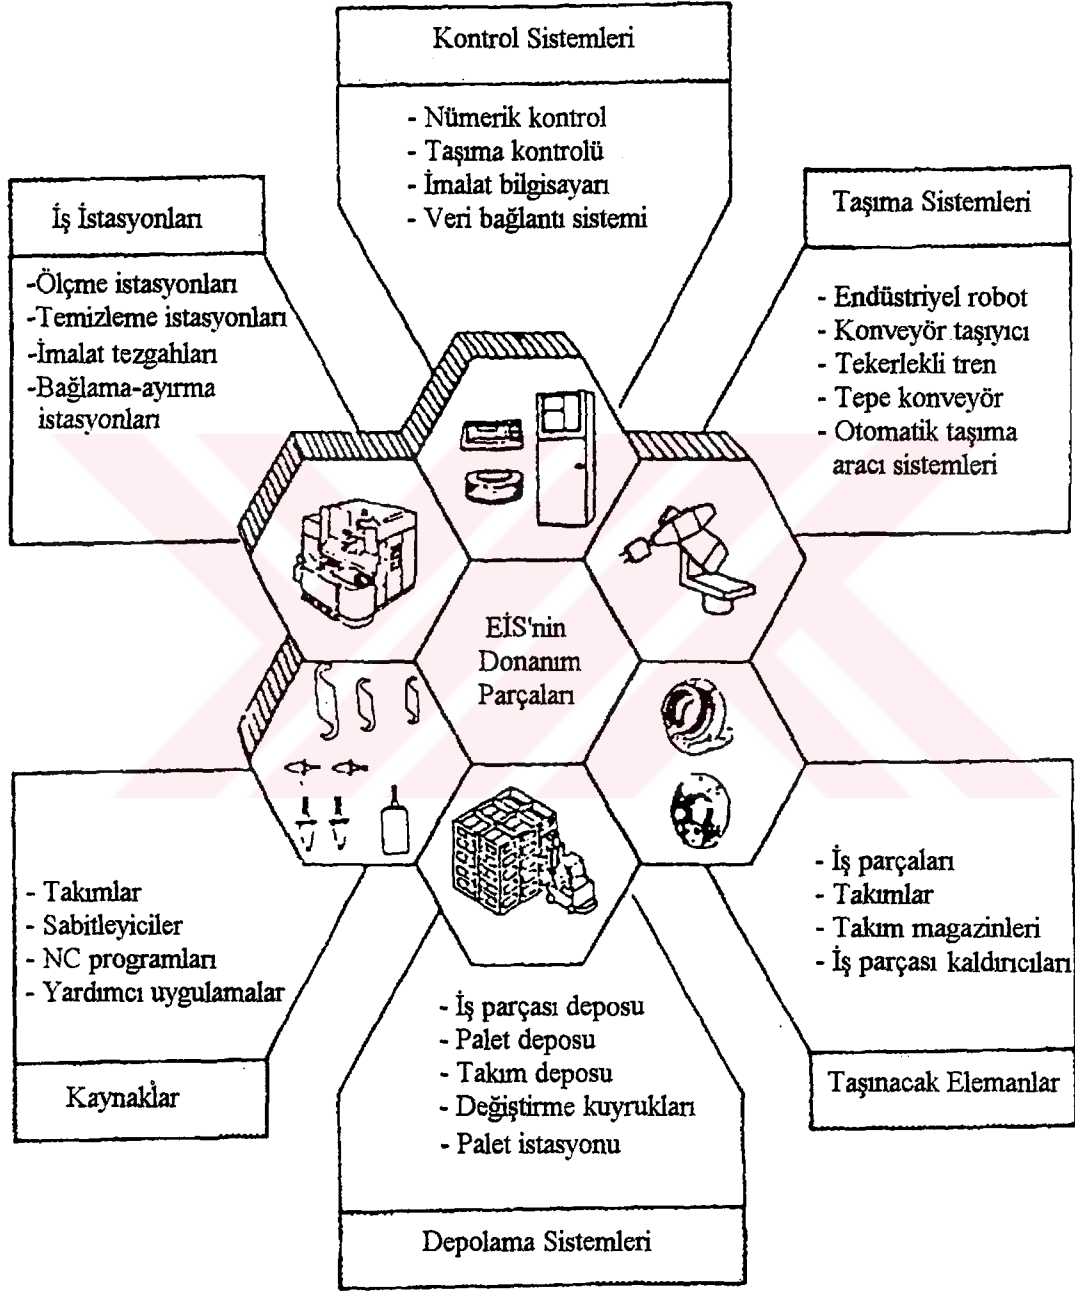 Kontrol Sistemleri
- Nümerik kontrol
- Taşıma kontrolü
- İmalat bilgisayarı
- Veri bağlantı sistemi
İş İstasyonları
-Ölçme istasyonları
-Temizleme istasyonları
-İmalat tezgahları
-Bağlama-ayırma
istasyonları
Taşıma Sistemleri
- Endüstriyel robot
- Konveyör taşıyıcı
- Tekerlekli tren
- Tepe konveyör
- Otomatik taşıma
aracı sistemleri
EİS'nin
Donanım
Parçaları
- Takımlar
- Sabitleyiciler
- NC programları
- Yardımcı uygulamalar
Kaynaklar
- İş parçası deposu
- Palet deposu
- Takım deposu
- Değiştirme kuyrukları
- Palet istasyonu
Depolama Sistemleri
- İş parçaları
- Takımlar
- Takım magazinleri
- İş parçası kaldırıcıları
Taşınacak Elemanlar